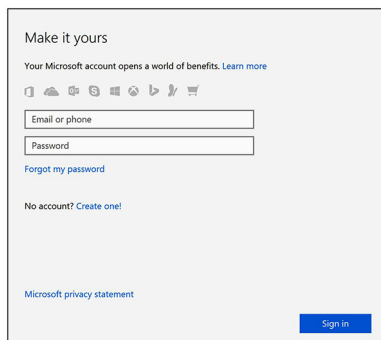 Make it yours
Your Microsoft account opens a world of benefits. Learn more
Email or phone
Password
Forgot my password
No account? Create one!
Microsoft privacy statement
Sign in